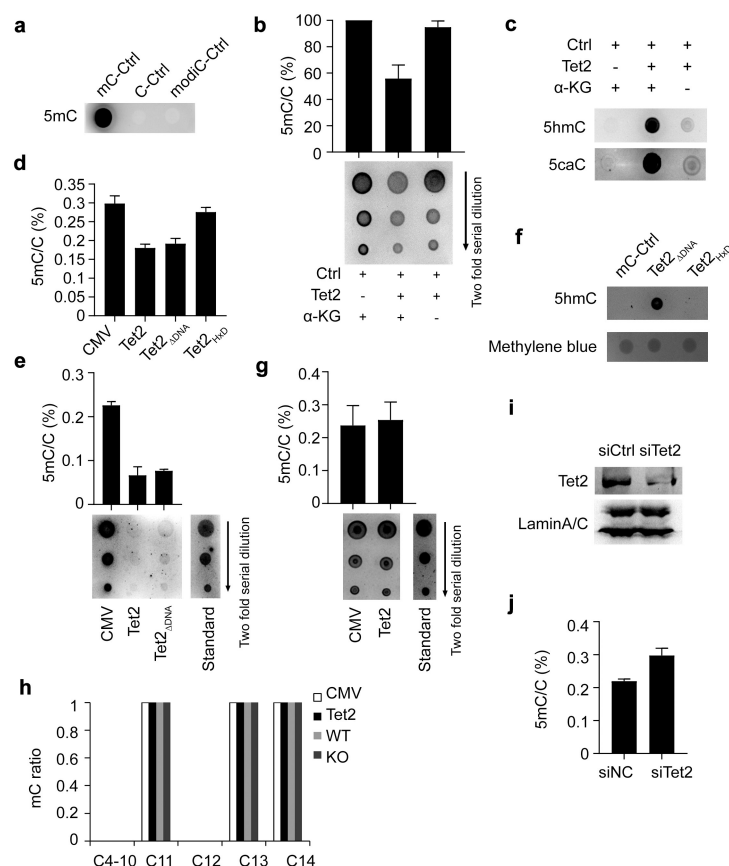 a
mC-Ctrl
C-Ctrl
modiC-Ctrl
5mC
b
5mC/C (%)
100
80
60
40
20
0
Two fold serial dilution
Ctrl + + +
Tet2 - + +
α-KG + + -
c
Ctrl + + +
Tet2 - + +
α-KG + + -
5hmC
5caC
d
5mC/C (%)
0.35
0.3
0.25
0.2
0.15
0.1
0.05
0
CMV
Tet2
Tet2ΔDNA
Tet2HxD
e
5mC/C (%)
0.3
0.2
0.1
0
CMV
Tet2
Tet2ΔDNA
Standard
Two fold serial dilution
f
mC-Ctrl
Tet2ΔDNA
Tet2HxD
5hmC
Methylene blue
g
5mC/C (%)
0.4
0.3
0.2
0.1
0
CMV
Tet2
Standard
Two fold serial dilution
h
mC ratio
1
0.8
0.6
0.4
0.2
0
C4-10 C11 C12 C13 C14
CMV
Tet2
WT
KO
i
siCtrl siTet2
Tet2
LaminA/C
j
5mC/C (%)
0.4
0.3
0.2
0.1
0
siNC siTet2